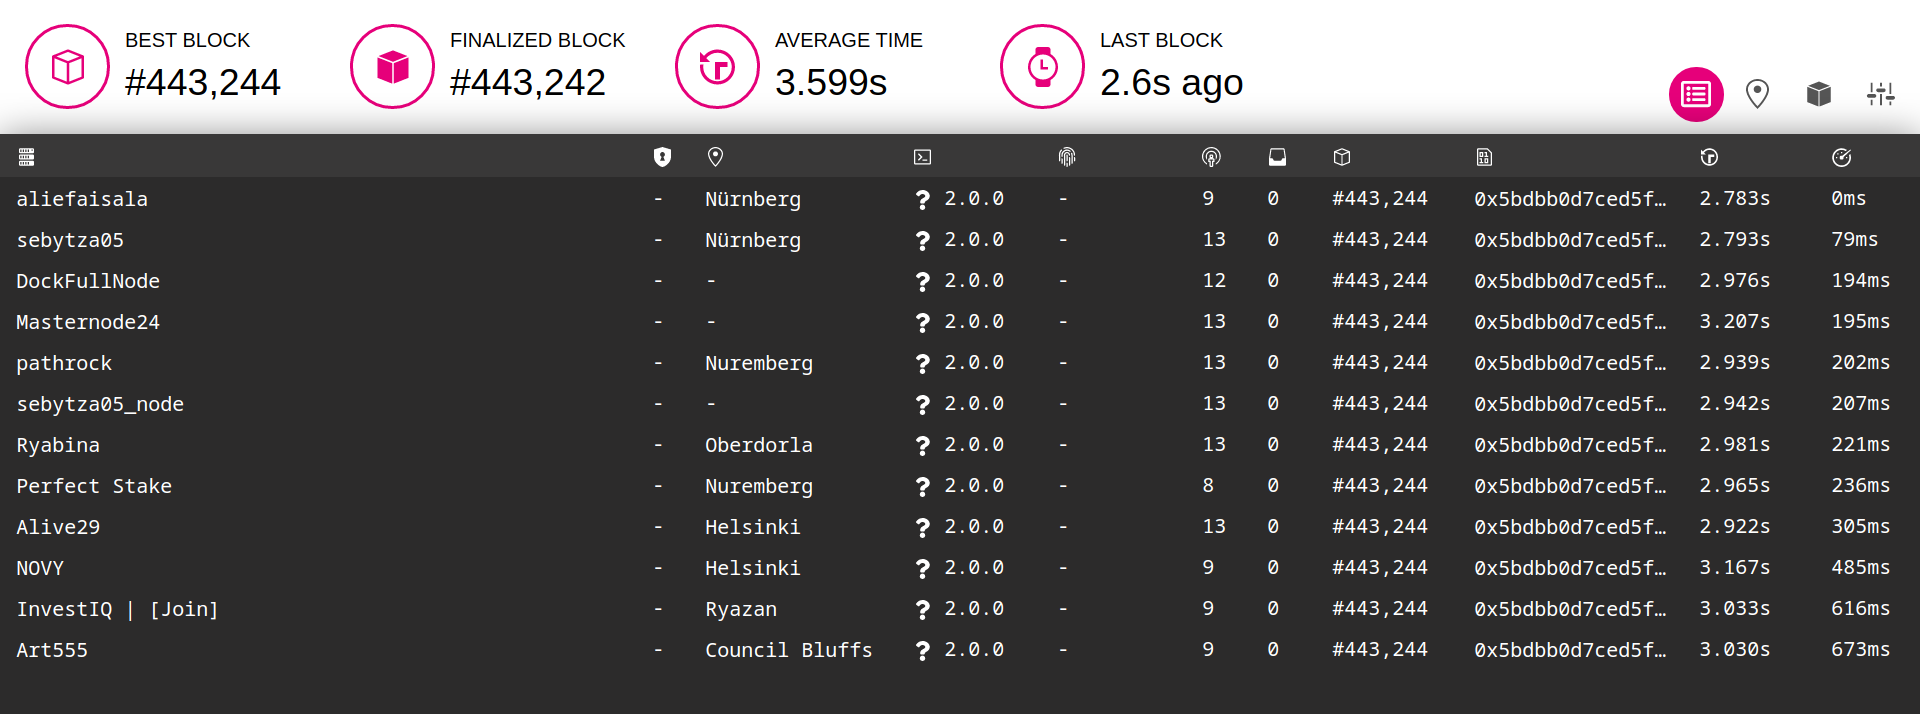 BEST BLOCK FINALIZED BLOCK AVERAGE TIME LAST BLOCK
#443,244 #443,242 3.599s 2.6s ago
aliefaisala - Nürnberg ? 2.0.0 - 9 0 #443,244 0x5bdbb0d7ced5f… 2.783s 0ms
sebytza05 - Nürnberg ? 2.0.0 - 13 0 #443,244 0x5bdbb0d7ced5f… 2.793s 79ms
DockFullNode - - ? 2.0.0 - 12 0 #443,244 0x5bdbb0d7ced5f… 2.976s 194ms
Masternode24 - - ? 2.0.0 - 13 0 #443,244 0x5bdbb0d7ced5f… 3.207s 195ms
pathrock - Nuremberg ? 2.0.0 - 13 0 #443,244 0x5bdbb0d7ced5f… 2.939s 202ms
sebytza05_node - - ? 2.0.0 - 13 0 #443,244 0x5bdbb0d7ced5f… 2.942s 207ms
Ryabina - Oberdorla ? 2.0.0 - 13 0 #443,244 0x5bdbb0d7ced5f… 2.981s 221ms
Perfect Stake - Nuremberg ? 2.0.0 - 8 0 #443,244 0x5bdbb0d7ced5f… 2.965s 236ms
Alive29 - Helsinki ? 2.0.0 - 13 0 #443,244 0x5bdbb0d7ced5f… 2.922s 305ms
NOVY - Helsinki ? 2.0.0 - 9 0 #443,244 0x5bdbb0d7ced5f… 3.167s 485ms
InvestIQ | [Join] - Ryazan ? 2.0.0 - 9 0 #443,244 0x5bdbb0d7ced5f… 3.033s 616ms
Art555 - Council Bluffs ? 2.0.0 - 9 0 #443,244 0x5bdbb0d7ced5f… 3.030s 673ms